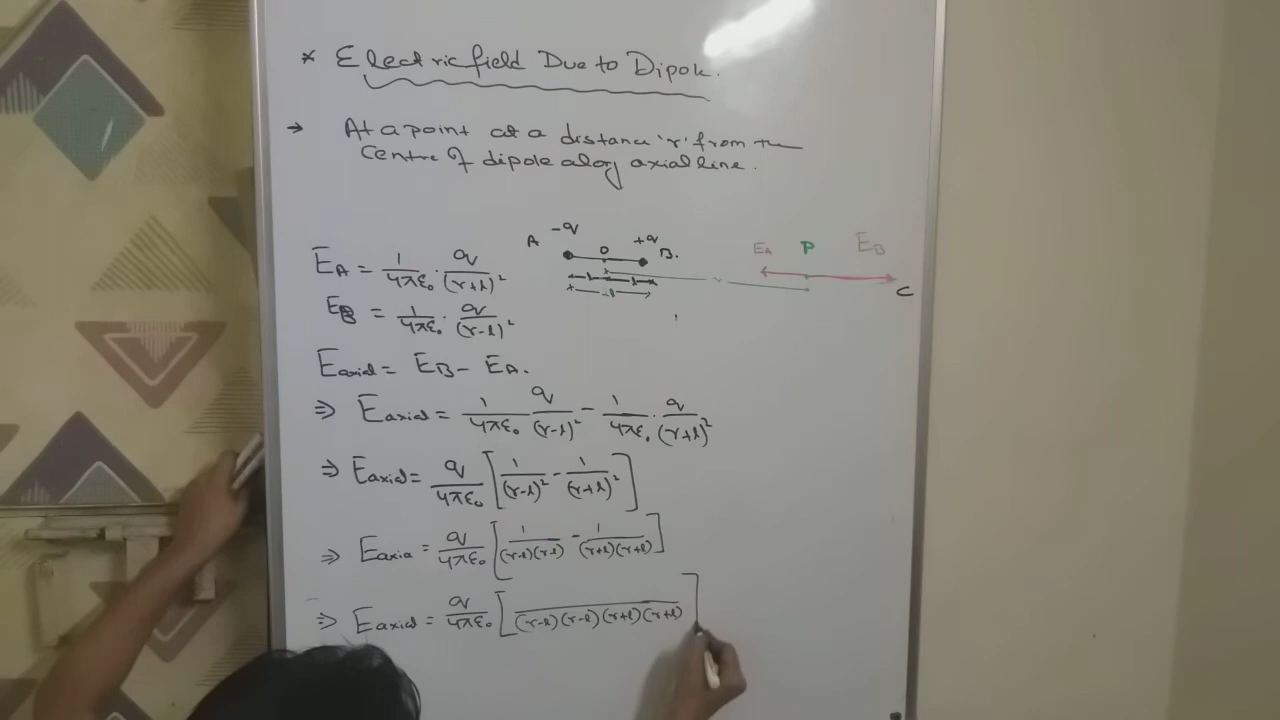 * Electric field Due to Dipole.
→ At a point at a distance 'r' from the
Centre of dipole along axial line.
A -q O +q B. E_A P E_B C
l l
r
E_A = 1/4πε₀ · q/(r+l)²
E_B = 1/4πε₀ · q/(r-l)²
E_axial = E_B - E_A.
⇒ E_axial = 1/4πε₀ q/(r-l)² - 1/4πε₀ · q/(r+l)²
⇒ E_axial = q/4πε₀ [1/(r-l)² - 1/(r+l)²]
⇒ E_axia = q/4πε₀ [1/(r-l)(r-l) - 1/(r+l)(r+l)]
⇒ E_axial = q/4πε₀ [ /(r-l)(r-l)(r+l)(r+l)]